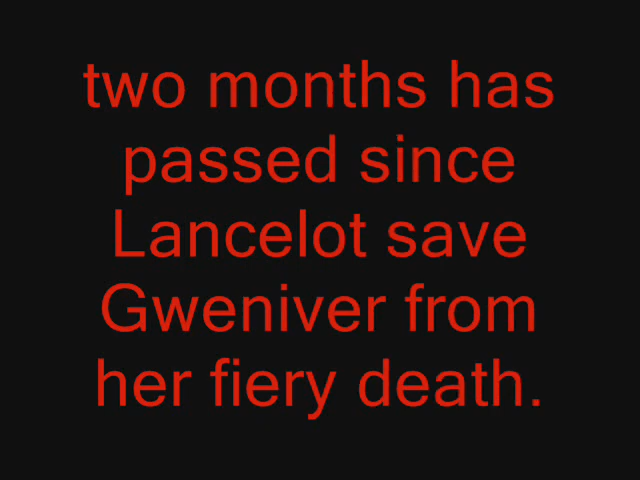 two months has
passed since
Lancelot save
Gweniver from
her fiery death.